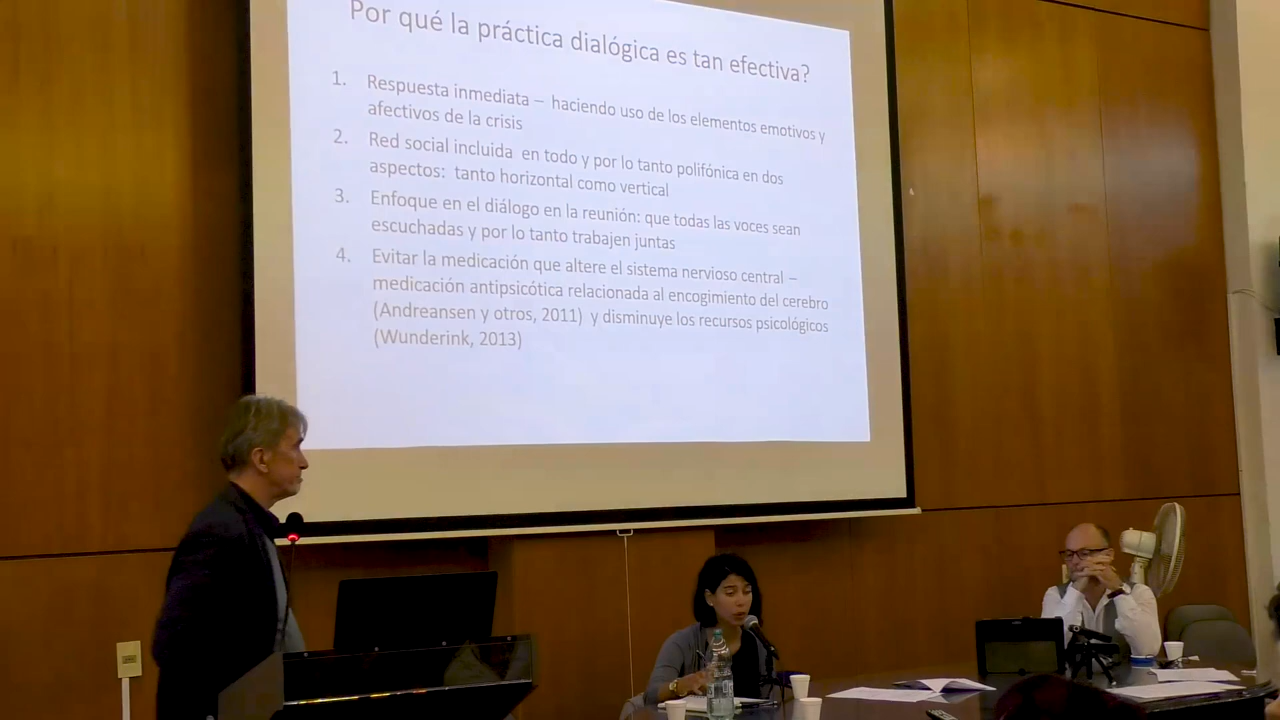 Por qué la práctica dialógica es tan efectiva?
1. Respuesta inmediata – haciendo uso de los elementos emotivos y
afectivos de la crisis
2. Red social incluida en todo y por lo tanto polifónica en dos
aspectos: tanto horizontal como vertical
3. Enfoque en el diálogo en la reunión: que todas las voces sean
escuchadas y por lo tanto trabajen juntas
4. Evitar la medicación que altere el sistema nervioso central –
medicación antipsicótica relacionada al encogimiento del cerebro
(Andreansen y otros, 2011) y disminuye los recursos psicológicos
(Wunderink, 2013)